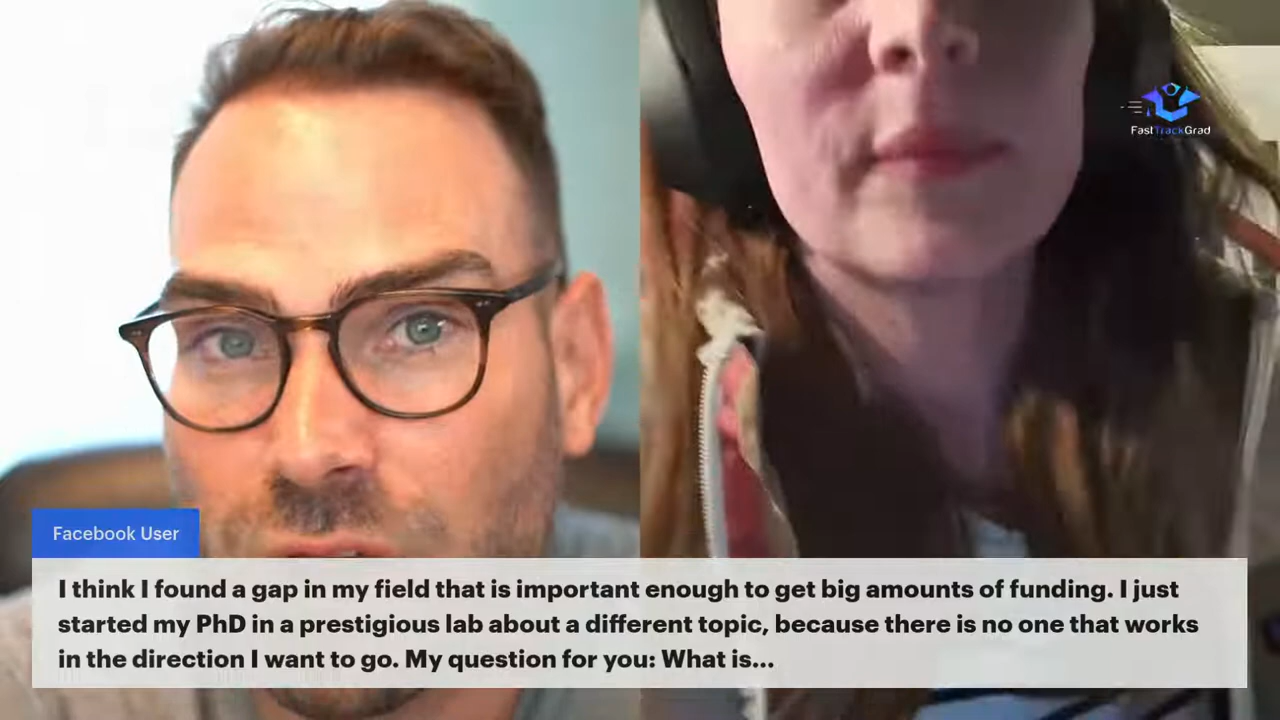 FastTrackGrad
Facebook User
I think I found a gap in my field that is important enough to get big amounts of funding. I just
started my PhD in a prestigious lab about a different topic, because there is no one that works
in the direction I want to go. My question for you: What is...